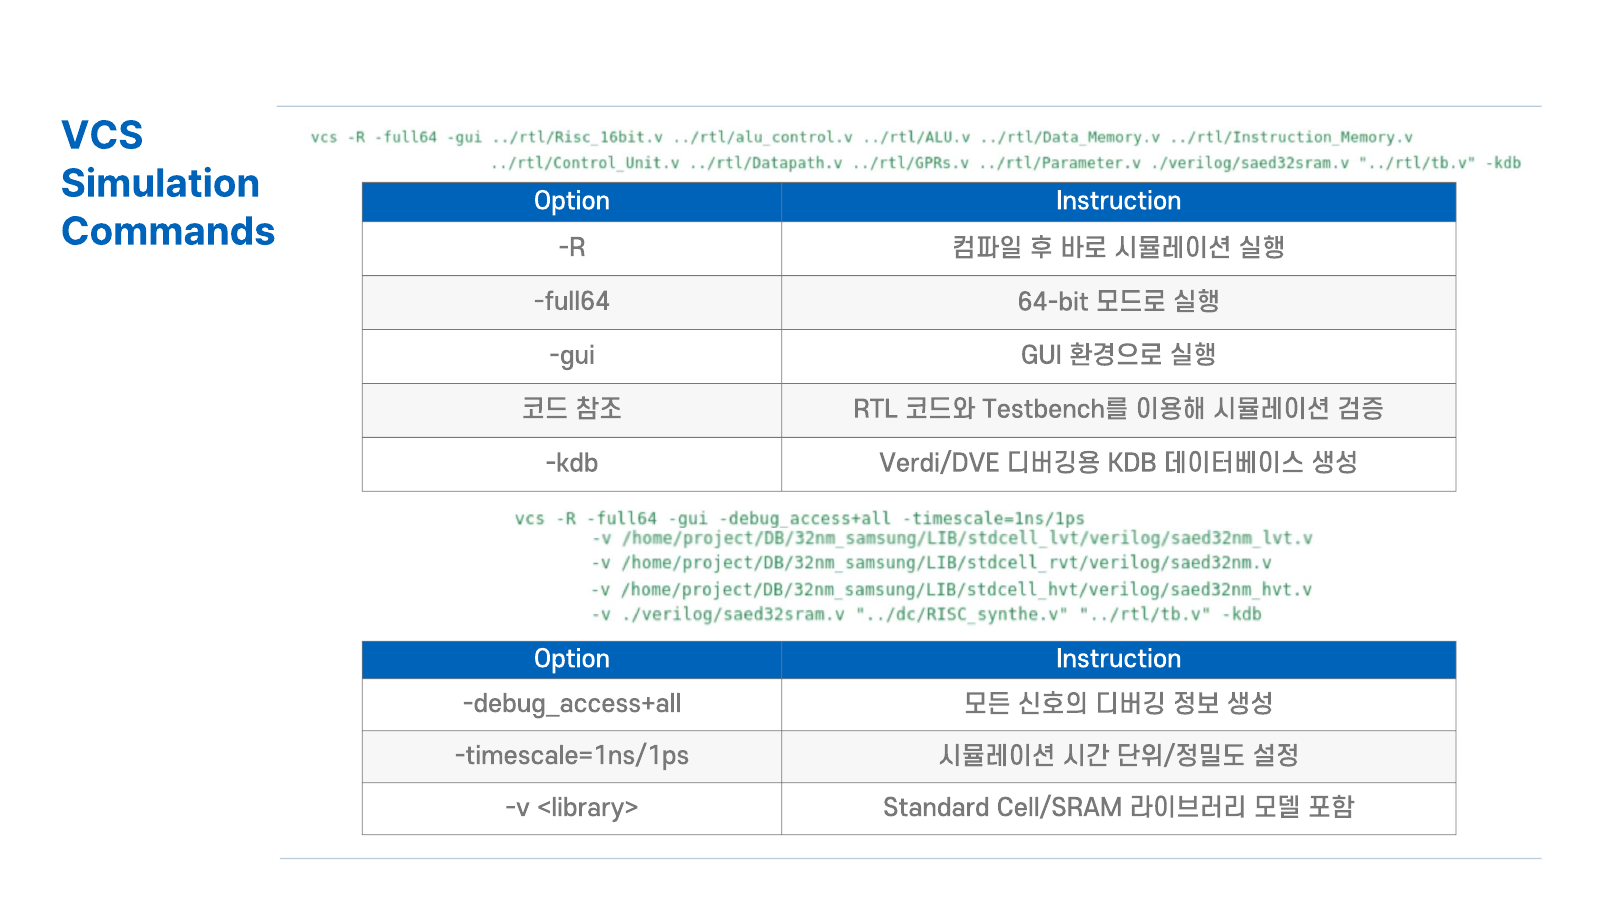 VCS
Simulation
Commands
vcs -R -full64 -gui ../rtl/Risc_16bit.v ../rtl/alu_control.v ../rtl/ALU.v ../rtl/Data_Memory.v ../rtl/Instruction_Memory.v
../rtl/Control_Unit.v ../rtl/Datapath.v ../rtl/GPRs.v ../rtl/Parameter.v ./verilog/saed32sram.v "../rtl/tb.v" -kdb
Option Instruction
-R 컴파일 후 바로 시뮬레이션 실행
-full64 64-bit 모드로 실행
-gui GUI 환경으로 실행
코드 참조 RTL 코드와 Testbench를 이용해 시뮬레이션 검증
-kdb Verdi/DVE 디버깅용 KDB 데이터베이스 생성
vcs -R -full64 -gui -debug_access+all -timescale=1ns/1ps
-v /home/project/DB/32nm_samsung/LIB/stdcell_lvt/verilog/saed32nm_lvt.v
-v /home/project/DB/32nm_samsung/LIB/stdcell_rvt/verilog/saed32nm.v
-v /home/project/DB/32nm_samsung/LIB/stdcell_hvt/verilog/saed32nm_hvt.v
-v ./verilog/saed32sram.v "../dc/RISC_synthe.v" "../rtl/tb.v" -kdb
Option Instruction
-debug_access+all 모든 신호의 디버깅 정보 생성
-timescale=1ns/1ps 시뮬레이션 시간 단위/정밀도 설정
-v <library> Standard Cell/SRAM 라이브러리 모델 포함